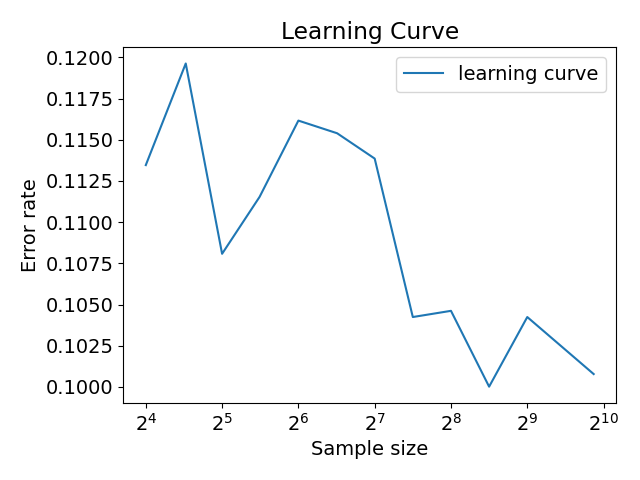 Learning Curve
learning curve
Error rate
0.1200
0.1175
0.1150
0.1125
0.1100
0.1075
0.1050
0.1025
0.1000
2⁴ 2⁵ 2⁶ 2⁷ 2⁸ 2⁹ 2¹⁰
Sample size